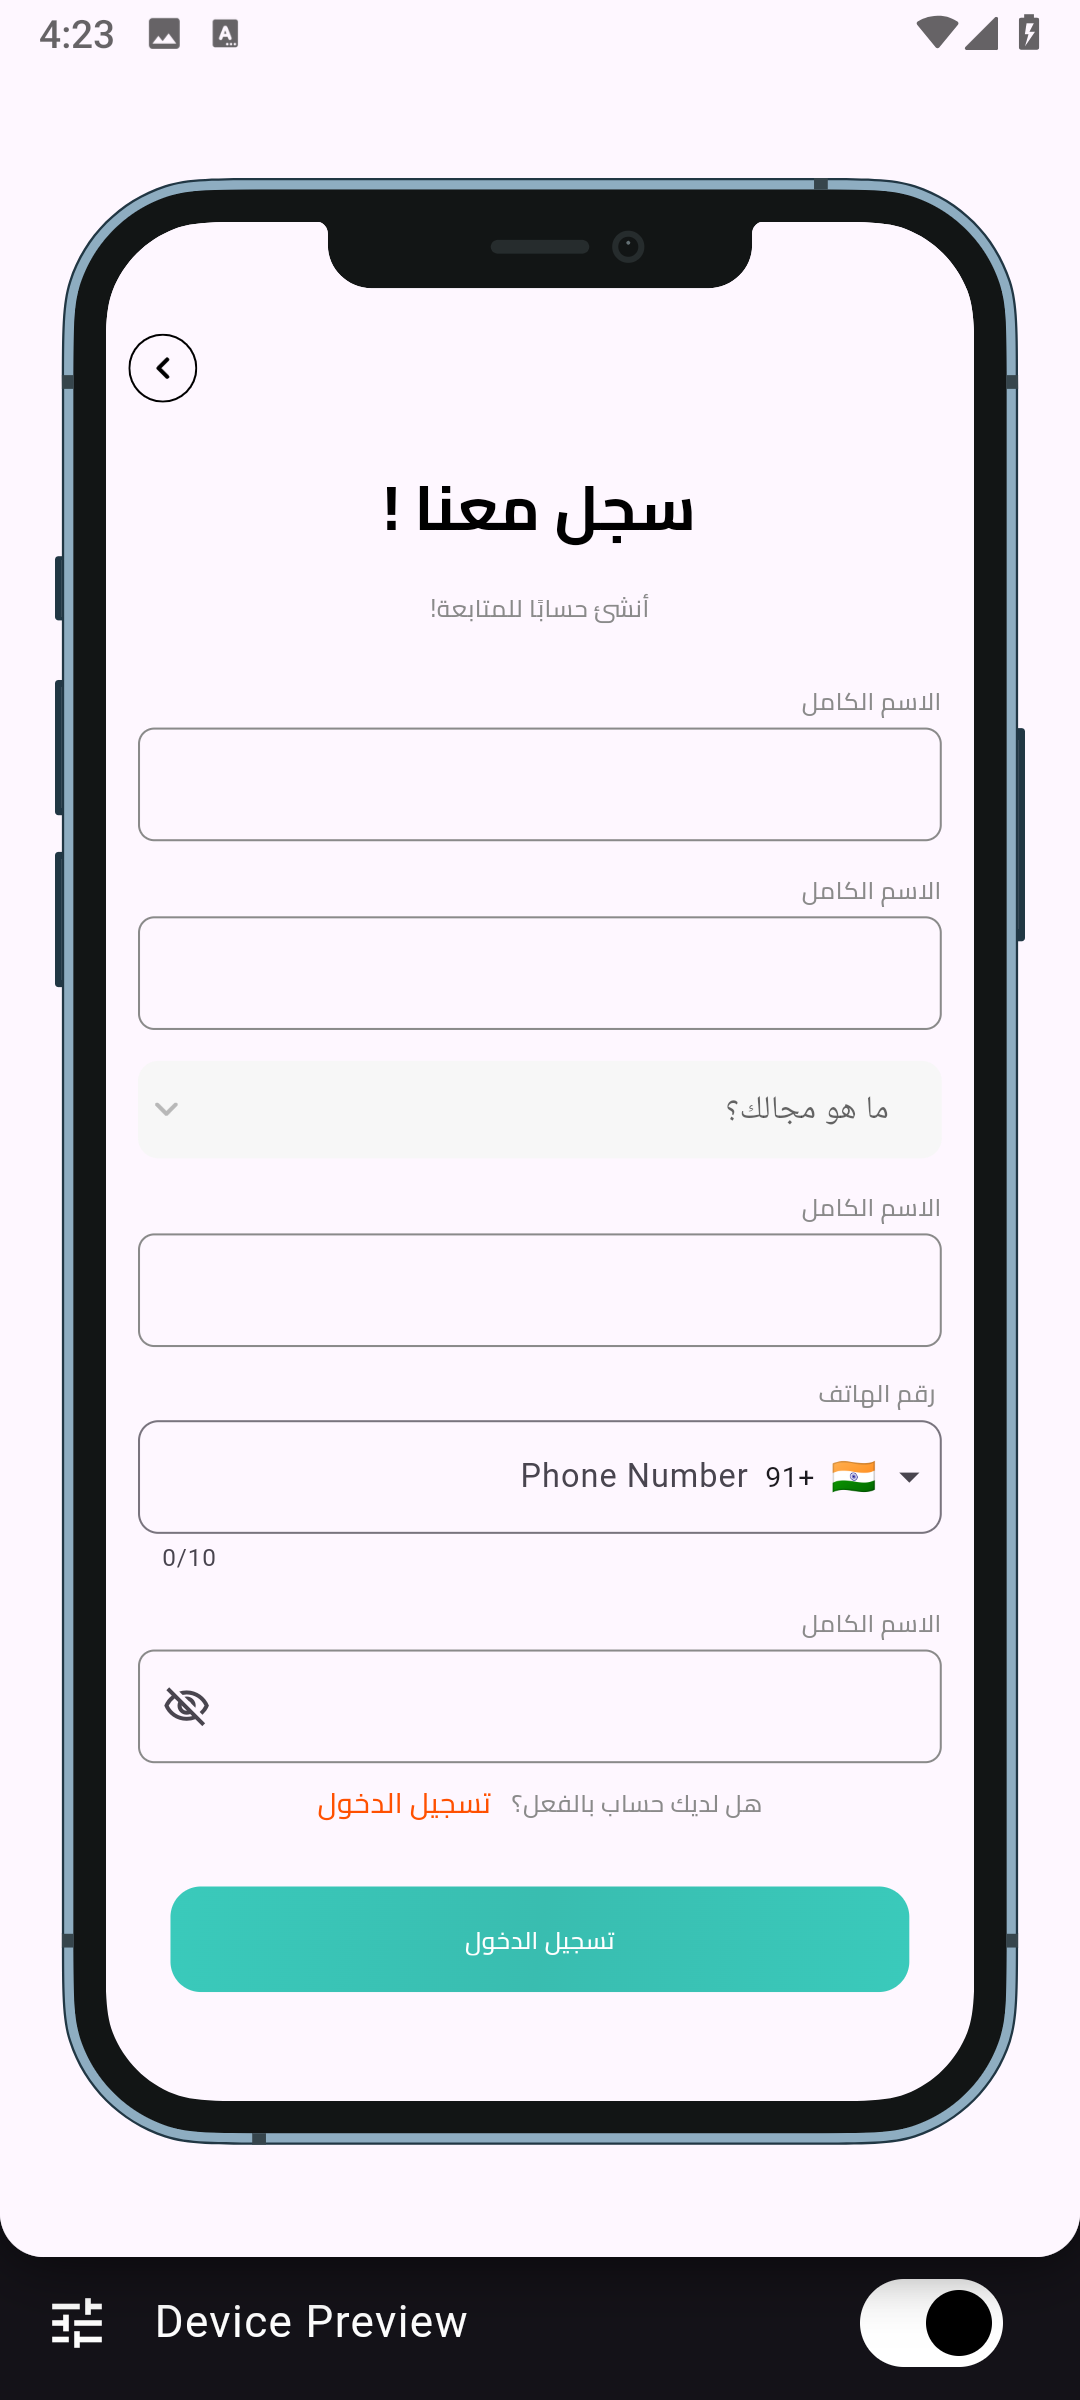 4:23
سجل معنا !
أنشئ حسابًا للمتابعة!
الاسم الكامل
الاسم الكامل
ما هو مجالك؟
الاسم الكامل
رقم الهاتف
Phone Number 91+
0/10
الاسم الكامل
هل لديك حساب بالفعل؟ تسجيل الدخول
تسجيل الدخول
Device Preview